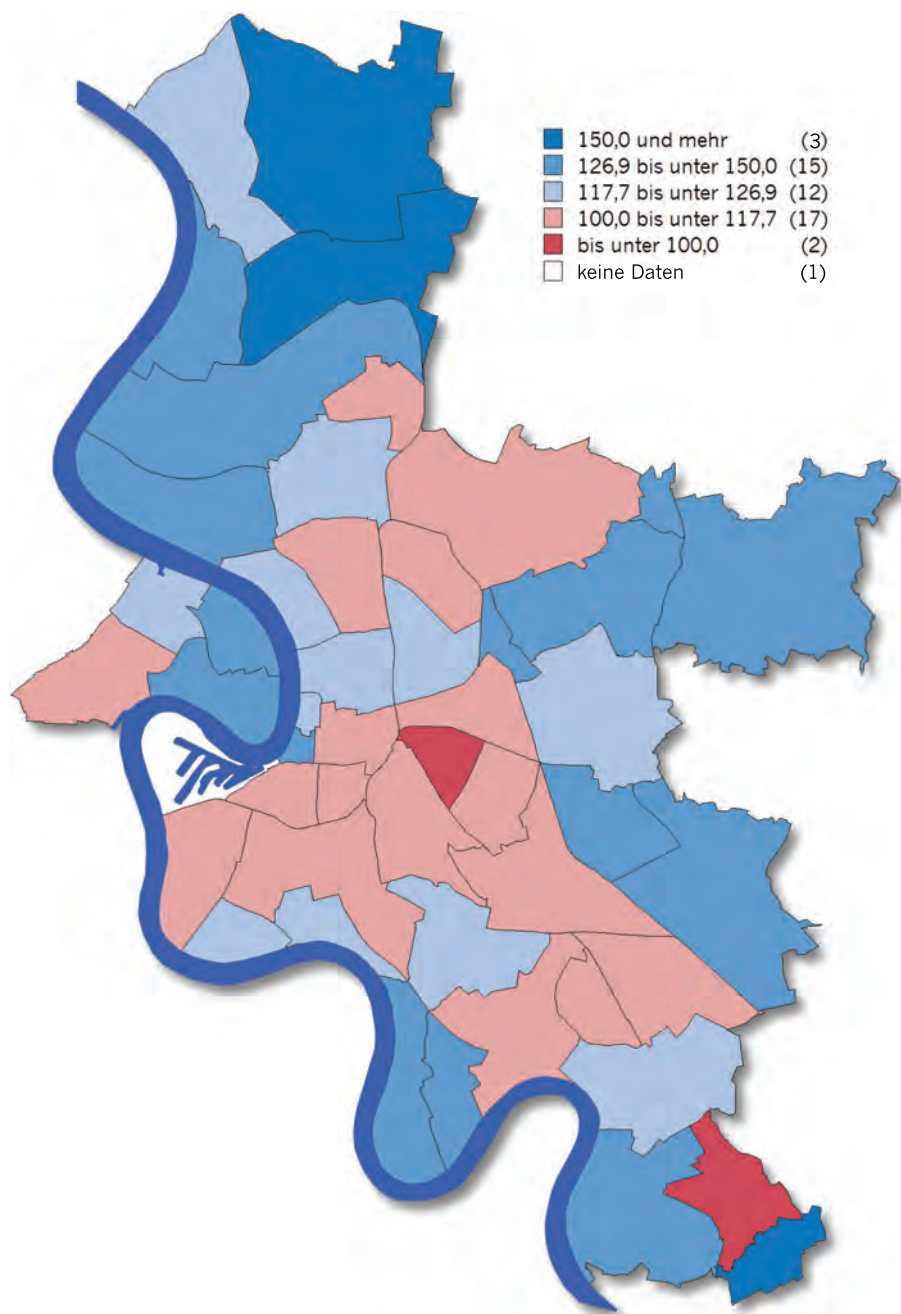 150,0 und mehr (3)
126,9 bis unter 150,0 (15)
117,7 bis unter 126,9 (12)
100,0 bis unter 117,7 (17)
bis unter 100,0 (2)
keine Daten (1)